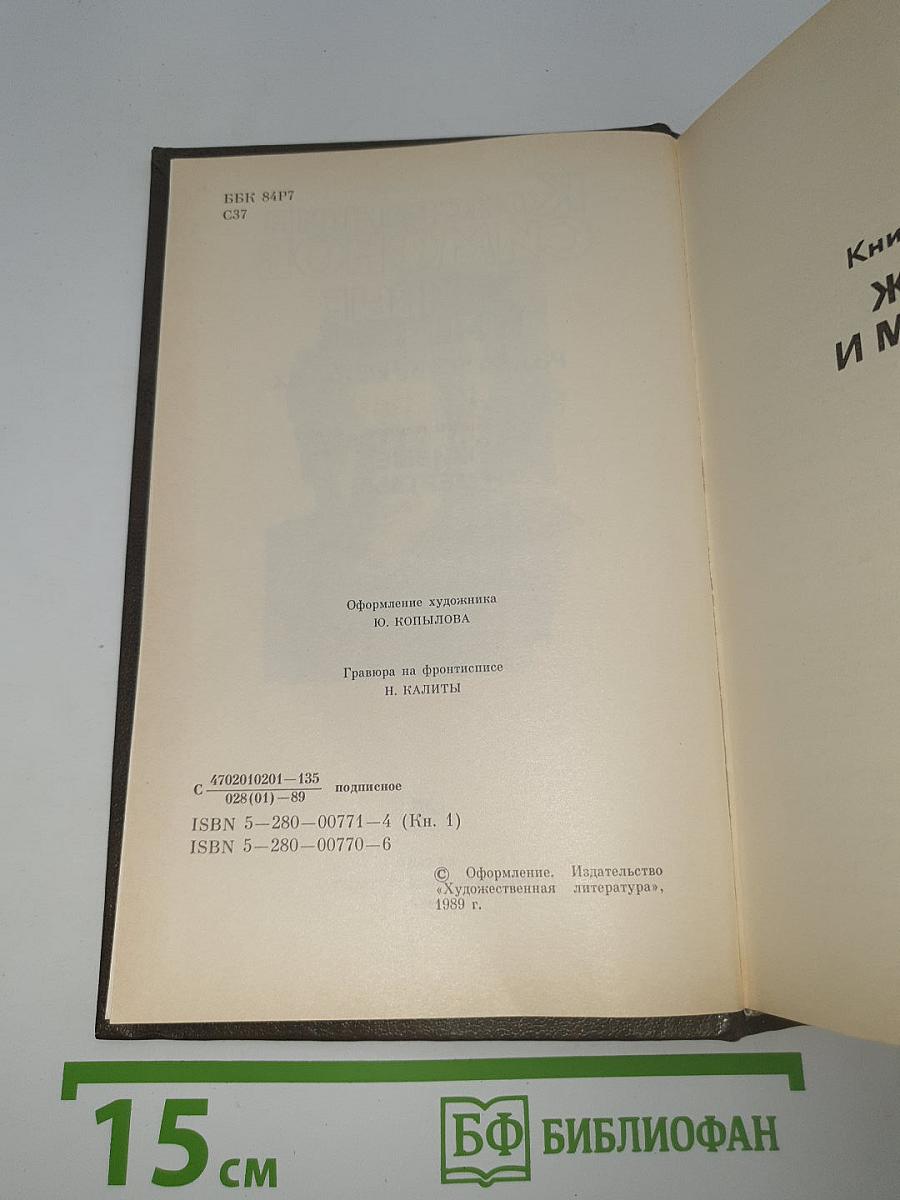 ББК 84Р7
С37
Оформление художника
Ю. КОПЫЛОВА
Гравюра на фронтисписе
Н. КАЛИТЫ
С 4702010201—135 подписное
028(01)—89
ISBN 5—280—00771—4 (Кн. 1)
ISBN 5—280—00770—6
© Оформление. Издательство
«Художественная литература»,
1989 г.
И
15 см
БФ БИБЛИОФАН